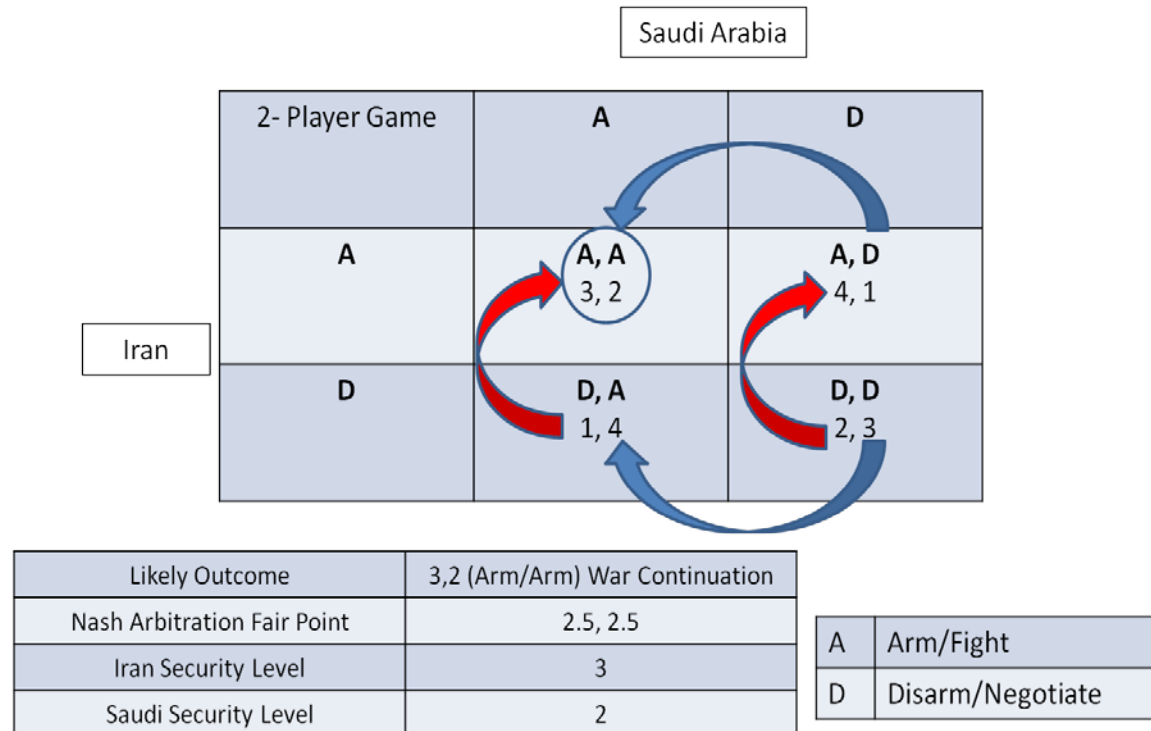 Saudi Arabia
2- Player Game
A
D
A
A, A
3, 2
A, D
4, 1
Iran
D
D, A
1, 4
D, D
2, 3
Likely Outcome
3,2 (Arm/Arm) War Continuation
Nash Arbitration Fair Point
2.5, 2.5
Iran Security Level
3
Saudi Security Level
2
A
Arm/Fight
D
Disarm/Negotiate